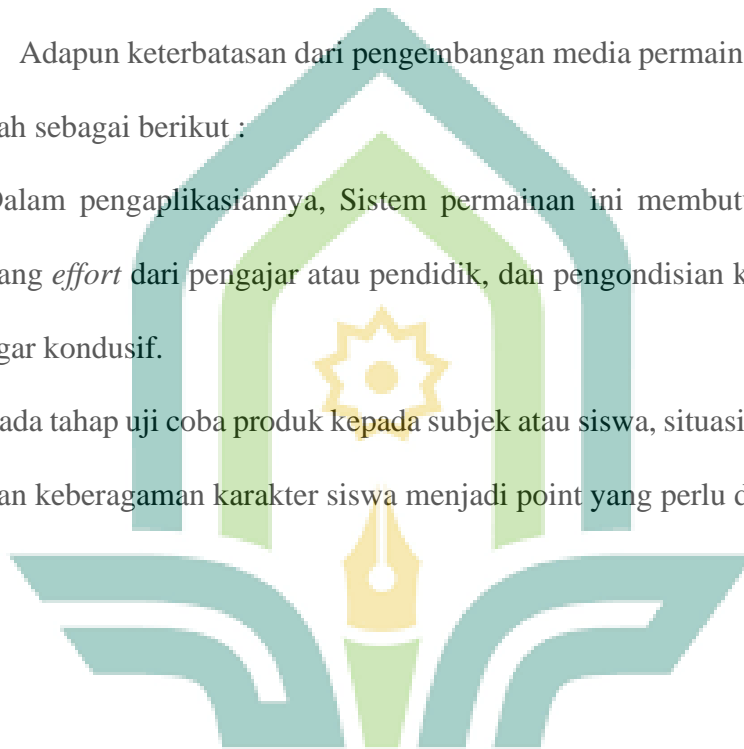 Adapun keterbatasan dari pengembangan media permain
ah sebagai berikut :
Dalam pengaplikasiannya, Sistem permainan ini membutu
ang effort dari pengajar atau pendidik, dan pengondisian k
gar kondusif.
ada tahap uji coba produk kepada subjek atau siswa, situasi
an keberagaman karakter siswa menjadi point yang perlu d